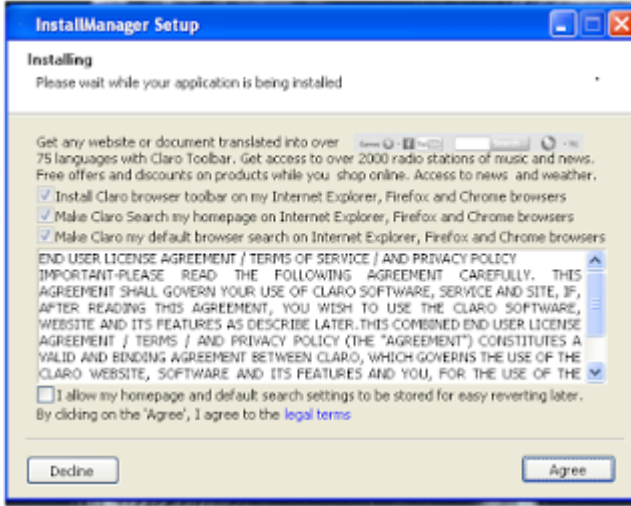 InstallManager Setup
Installing
Please wait while your application is being installed
Get any website or document translated into over
75 languages with Claro Toolbar. Get access to over 2000 radio stations of music and news.
Free offers and discounts on products while you shop online. Access to news and weather.
Install Claro browser toolbar on my Internet Explorer, Firefox and Chrome browsers
Make Claro Search my homepage on Internet Explorer, Firefox and Chrome browsers
Make Claro my default browser search on Internet Explorer, Firefox and Chrome browsers
END USER LICENSE AGREEMENT / TERMS OF SERVICE / AND PRIVACY POLICY
IMPORTANT-PLEASE READ THE FOLLOWING AGREEMENT CAREFULLY. THIS
AGREEMENT SHALL GOVERN YOUR USE OF CLARO SOFTWARE, SERVICE AND SITE, IF,
AFTER READING THIS AGREEMENT, YOU WISH TO USE THE CLARO SOFTWARE,
WEBSITE AND ITS FEATURES AS DESCRIBE LATER.THIS COMBINED END USER LICENSE
AGREEMENT / TERMS / AND PRIVACY POLICY (THE "AGREEMENT") CONSTITUTES A
VALID AND BINDING AGREEMENT BETWEEN CLARO, WHICH GOVERNS THE USE OF THE
CLARO WEBSITE, SOFTWARE AND ITS FEATURES AND YOU, FOR THE USE OF THE
I allow my homepage and default search settings to be stored for easy reverting later.
By clicking on the 'Agree', I agree to the legal terms
Decline
Agree